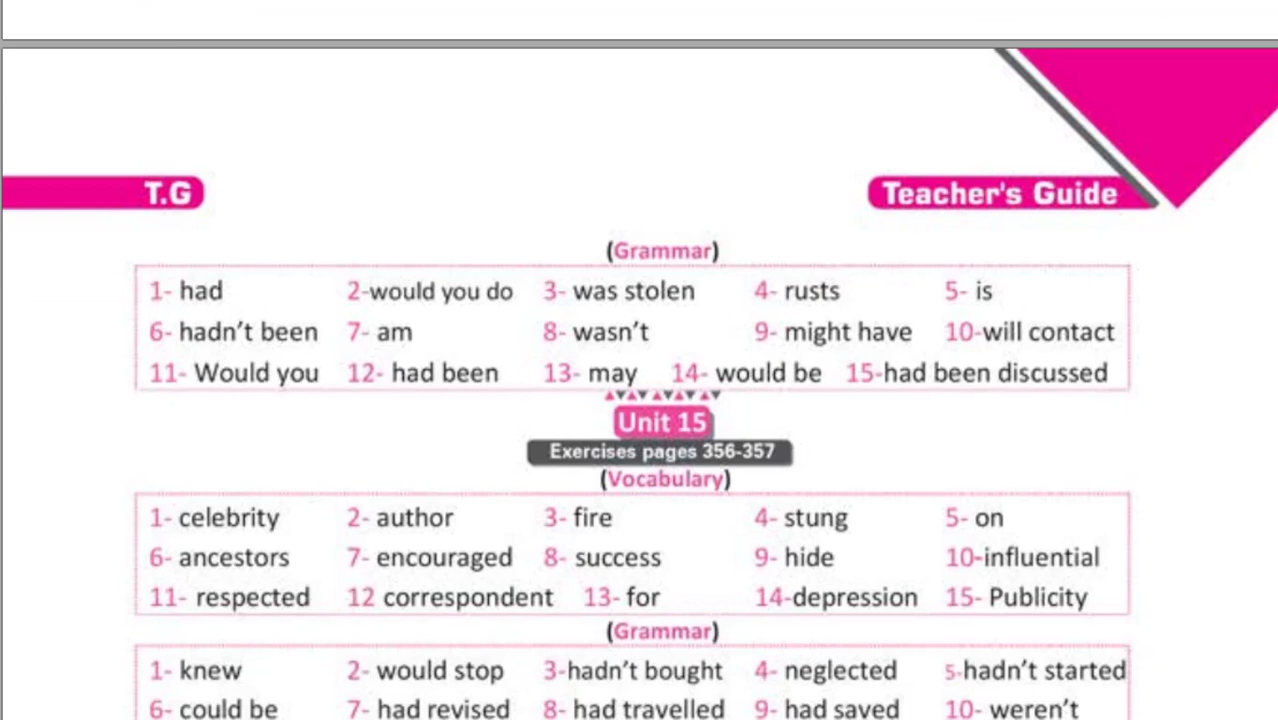 T.G Teacher's Guide
(Grammar)
1- had 2-would you do 3- was stolen 4- rusts 5- is
6- hadn't been 7- am 8- wasn't 9- might have 10-will contact
11- Would you 12- had been 13- may 14- would be 15-had been discussed
Unit 15
Exercises pages 356-357
(Vocabulary)
1- celebrity 2- author 3- fire 4- stung 5- on
6- ancestors 7- encouraged 8- success 9- hide 10-influential
11- respected 12 correspondent 13- for 14-depression 15- Publicity
(Grammar)
1- knew 2- would stop 3-hadn't bought 4- neglected 5-hadn't started
6- could be 7- had revised 8- had travelled 9- had saved 10- weren't